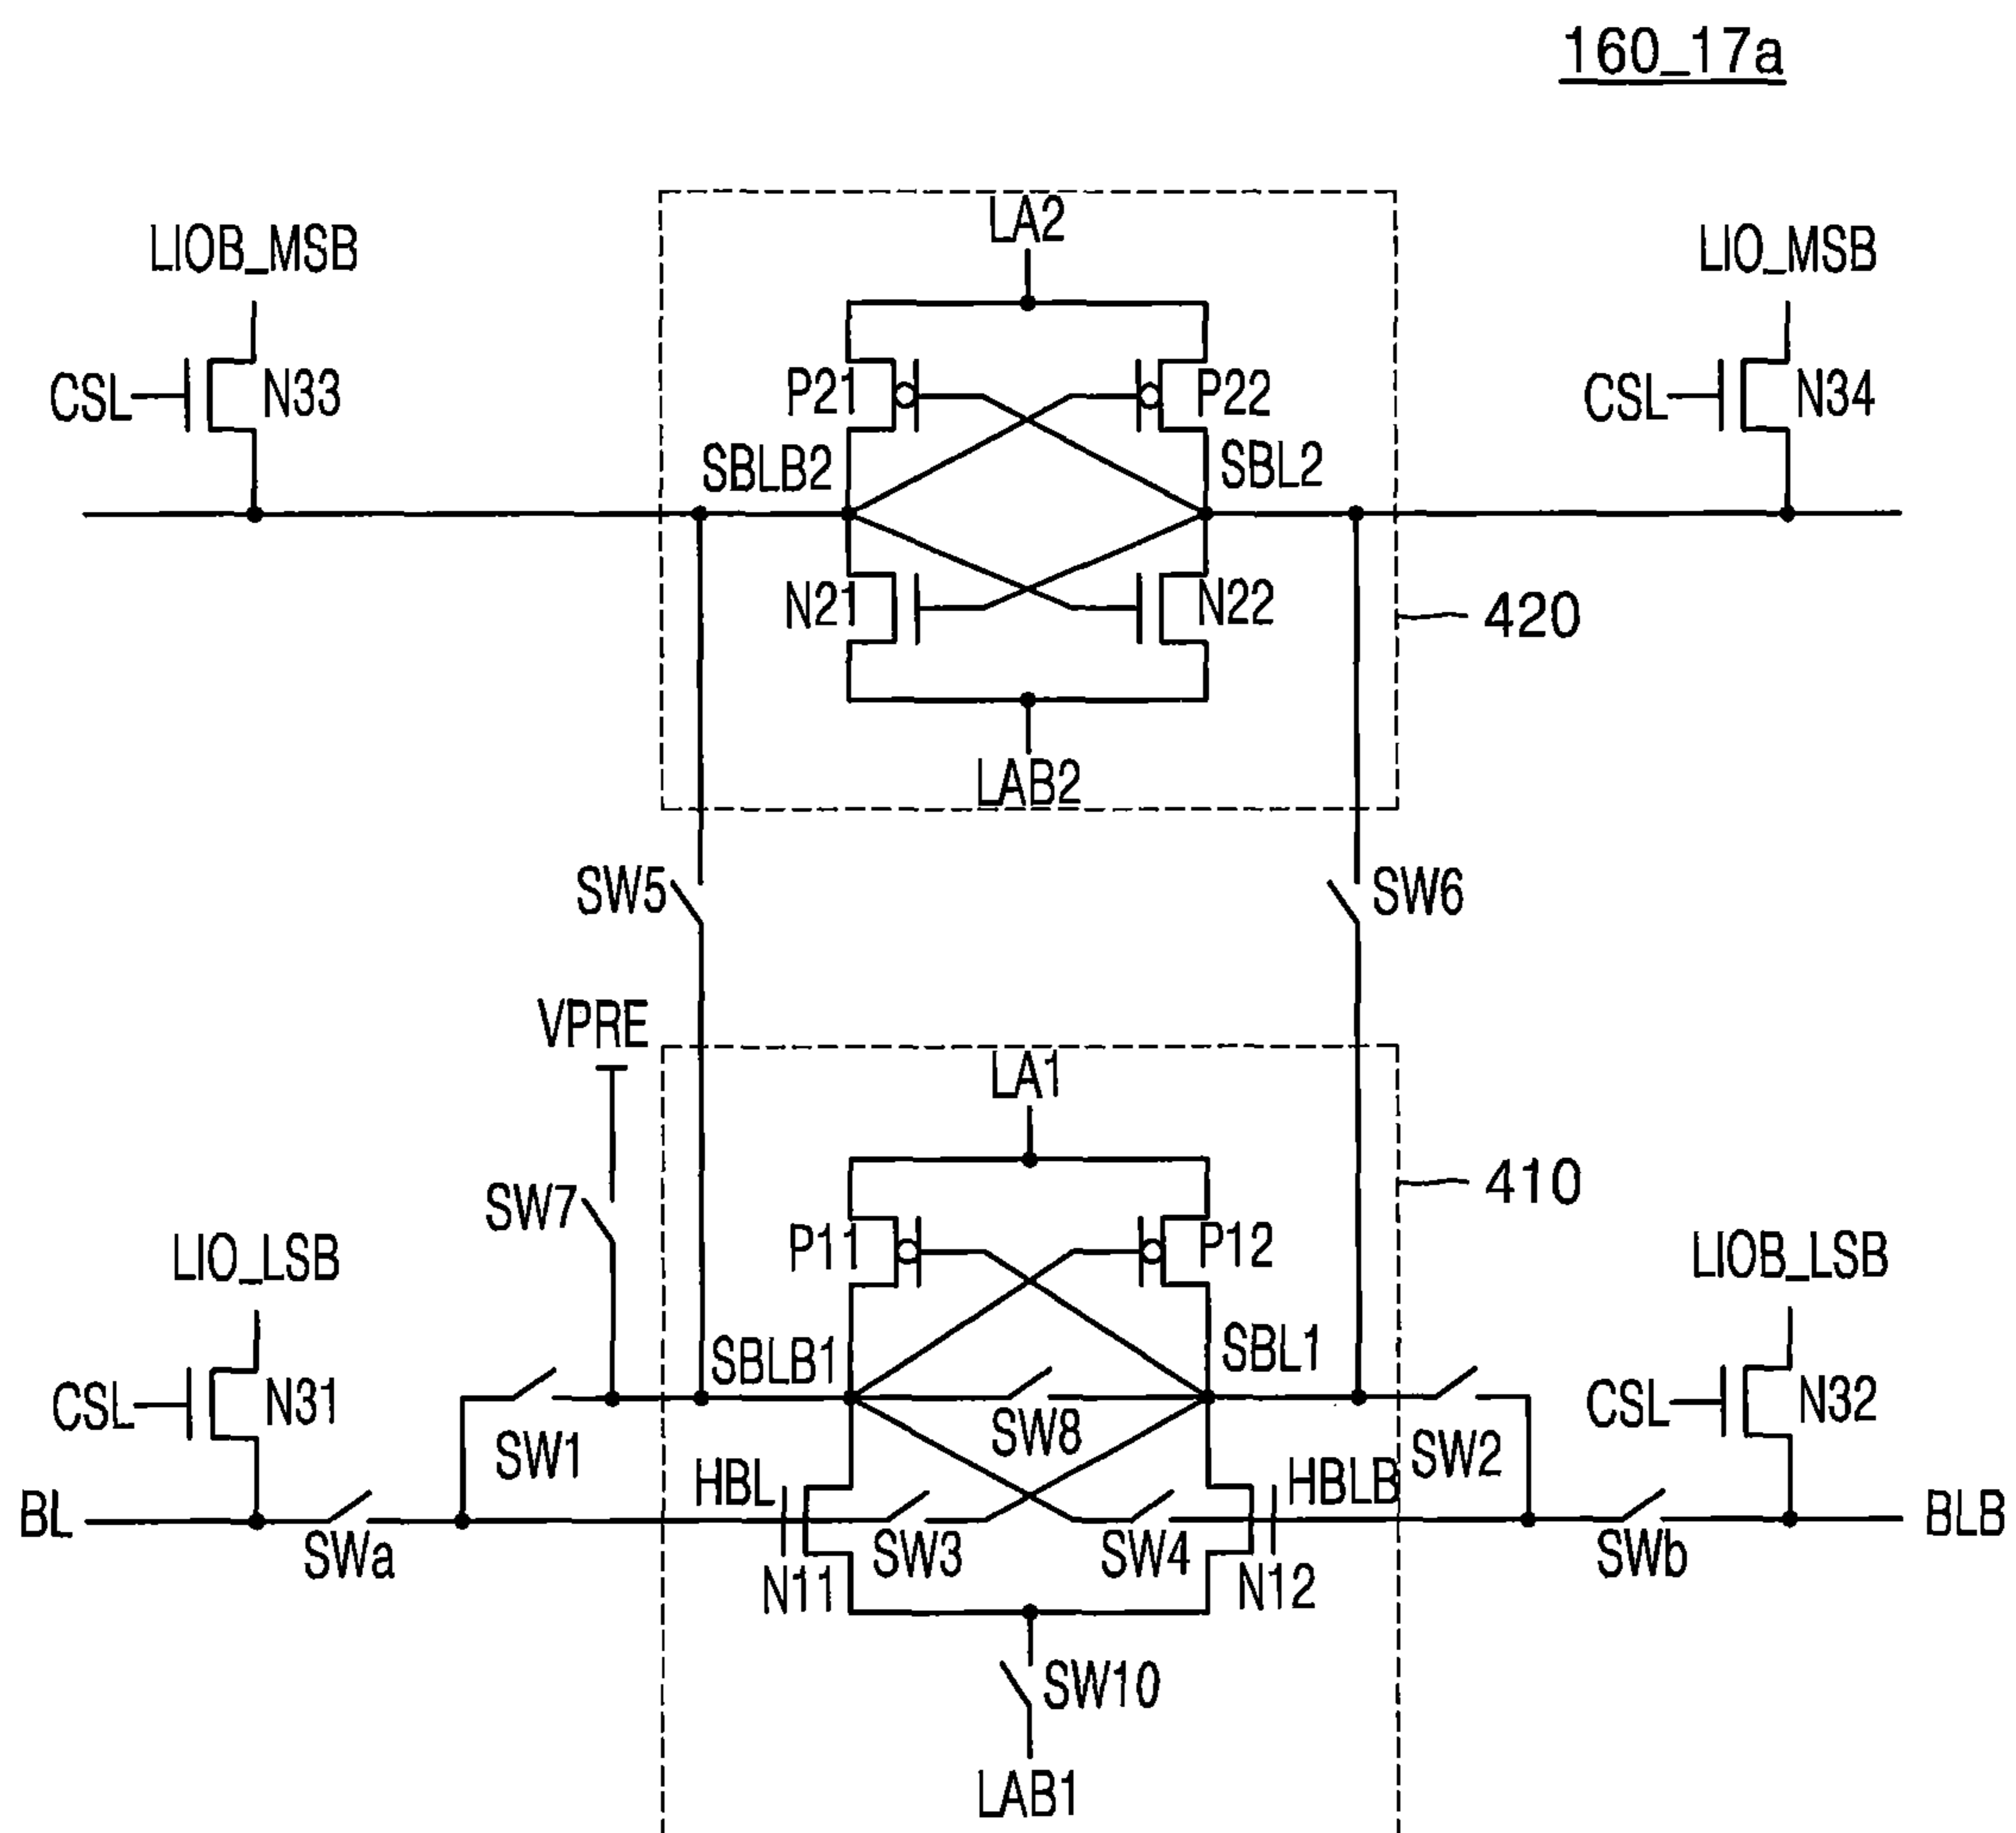 160_17a
LA2
LIOB_MSB
LIO_MSB
CSL
N33
P21
P22
CSL
N34
SBLB2
SBL2
N21
N22
420
LAB2
SW5
SW6
VPRE
LA1
410
SW7
P11
P12
LIO_LSB
LIOB_LSB
SBLB1
SBL1
CSL
N31
CSL
N32
SW1
SW8
SW2
HBL
HBLB
BL
BLB
SWa
SW3
SW4
SWb
N11
N12
SW10
LAB1